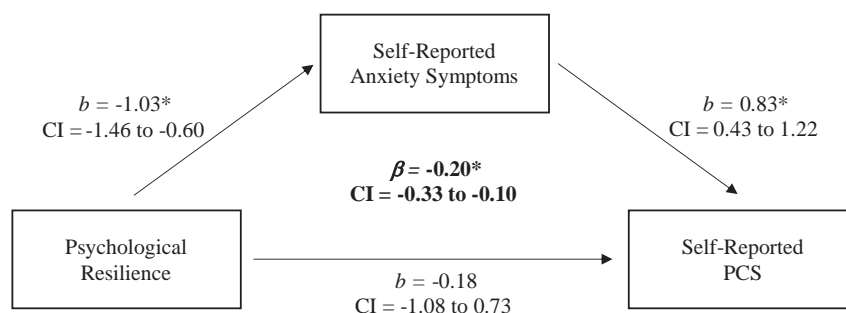 Self-Reported
Anxiety Symptoms
b = -1.03*
CI = -1.46 to -0.60
b = 0.83*
CI = 0.43 to 1.22
β = -0.20*
CI = -0.33 to -0.10
Psychological
Resilience
Self-Reported
PCS
b = -0.18
CI = -1.08 to 0.73